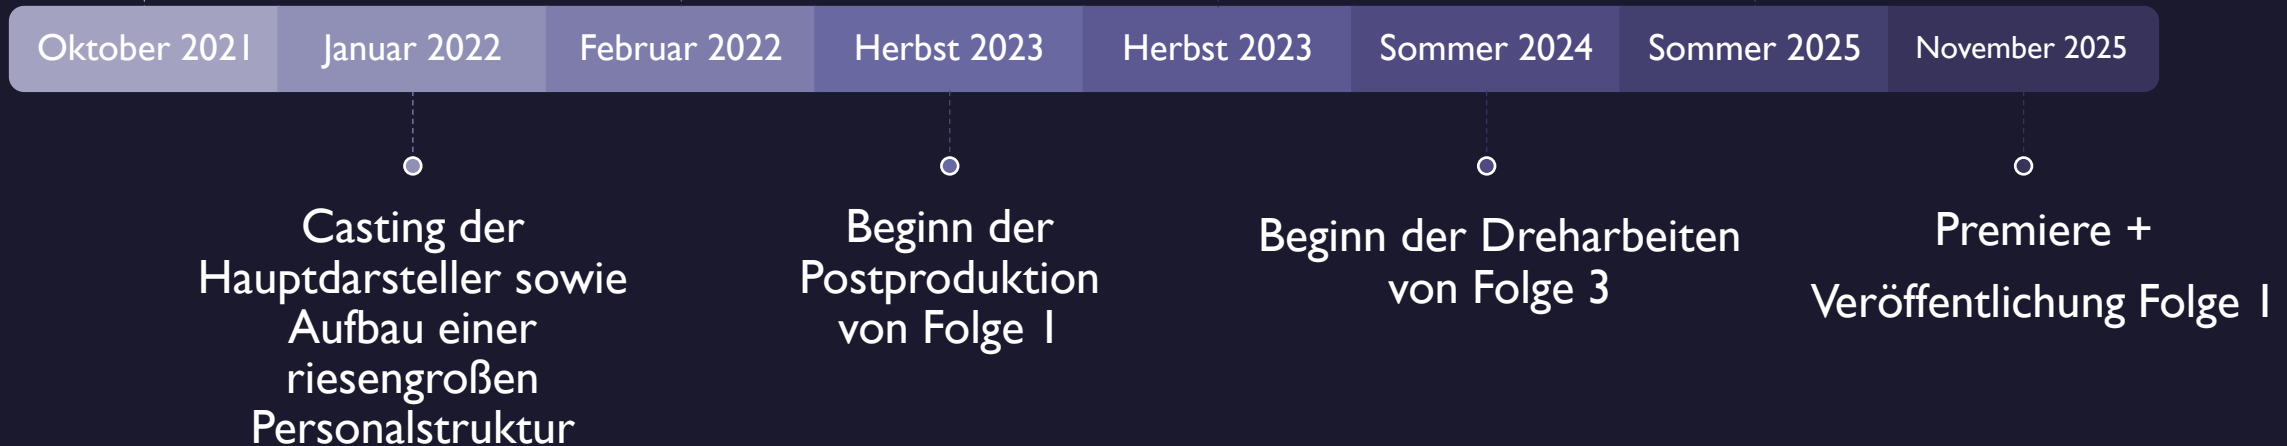 Oktober 2021
Januar 2022
Februar 2022
Herbst 2023
Herbst 2023
Sommer 2024
Sommer 2025
November 2025
Casting der
Hauptdarsteller sowie
Aufbau einer
riesengroßen
Personalstruktur
Beginn der
Postproduktion
von Folge 1
Beginn der Dreharbeiten
von Folge 3
Premiere +
Veröffentlichung Folge 1